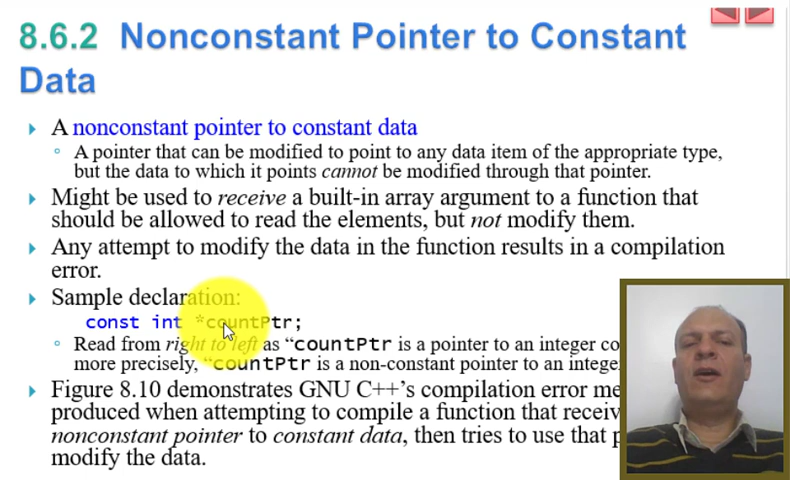 8.6.2 Nonconstant Pointer to Constant
Data
A nonconstant pointer to constant data
A pointer that can be modified to point to any data item of the appropriate type,
but the data to which it points cannot be modified through that pointer.
Might be used to receive a built-in array argument to a function that
should be allowed to read the elements, but not modify them.
Any attempt to modify the data in the function results in a compilation
error.
Sample declaration:
const int *countPtr;
Read from right to left as “countPtr is a pointer to an integer co
more precisely, “countPtr is a non-constant pointer to an intege
Figure 8.10 demonstrates GNU C++’s compilation error me
produced when attempting to compile a function that receiv
nonconstant pointer to constant data, then tries to use that p
modify the data.